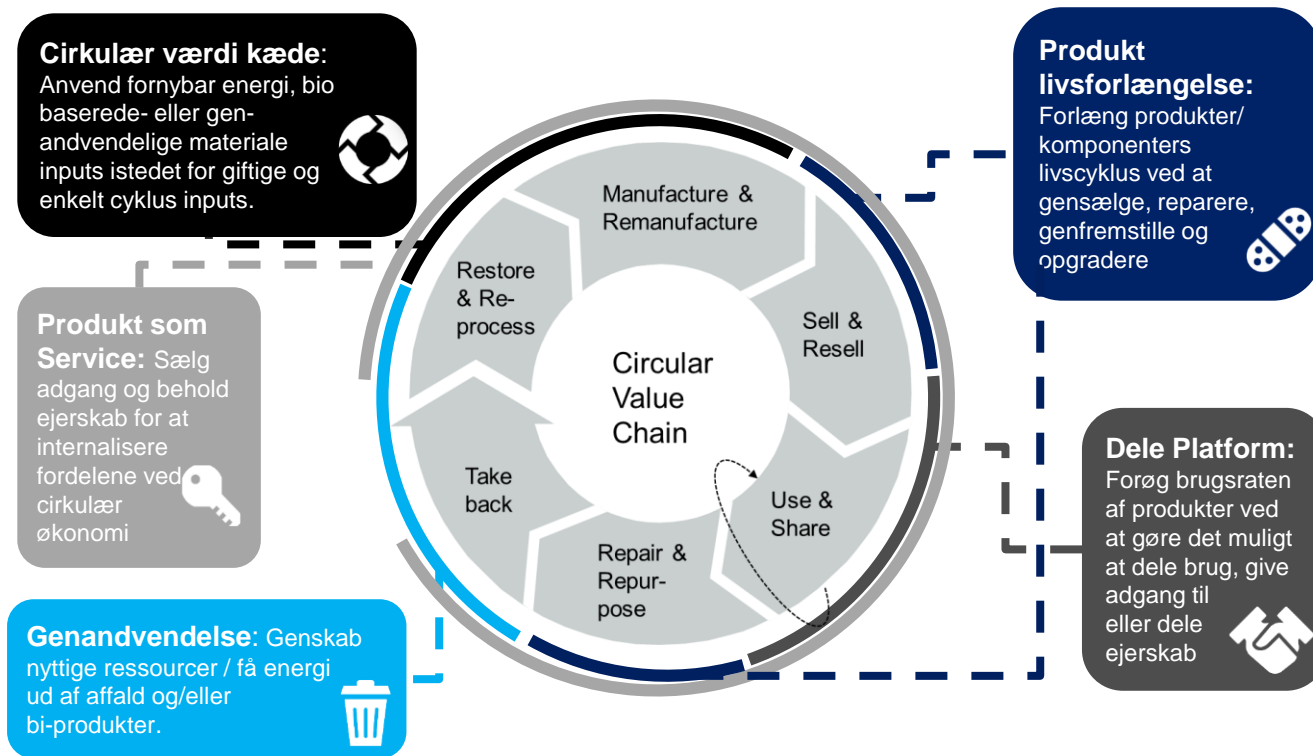 Cirkulær værdi kæde:
Anvend fornybar energi, bio
baserede- eller gen-
andvendelige materiale
inputs istedet for giftige og
enkelt cyklus inputs.
Produkt
livsforlængelse:
Forlæng produkter/
komponenters
livscyklus ved at
gensælge, reparere,
genfremstille og
opgradere
Manufacture &
Remanufacture
Restore
& Re-
process
Sell &
Resell
Circular
Value
Chain
Take
back
Use &
Share
Repair &
Repur-
pose
Produkt som
Service: Sælg
adgang og behold
ejerskab for at
internalisere
fordelene ved
cirkulær
økonomi
Dele Platform:
Forøg brugsraten
af produkter ved
at gøre det muligt
at dele brug, give
adgang til
eller dele
ejerskab
Genandvendelse: Genskab
nyttige ressourcer / få energi
ud af affald og/eller
bi-produkter.